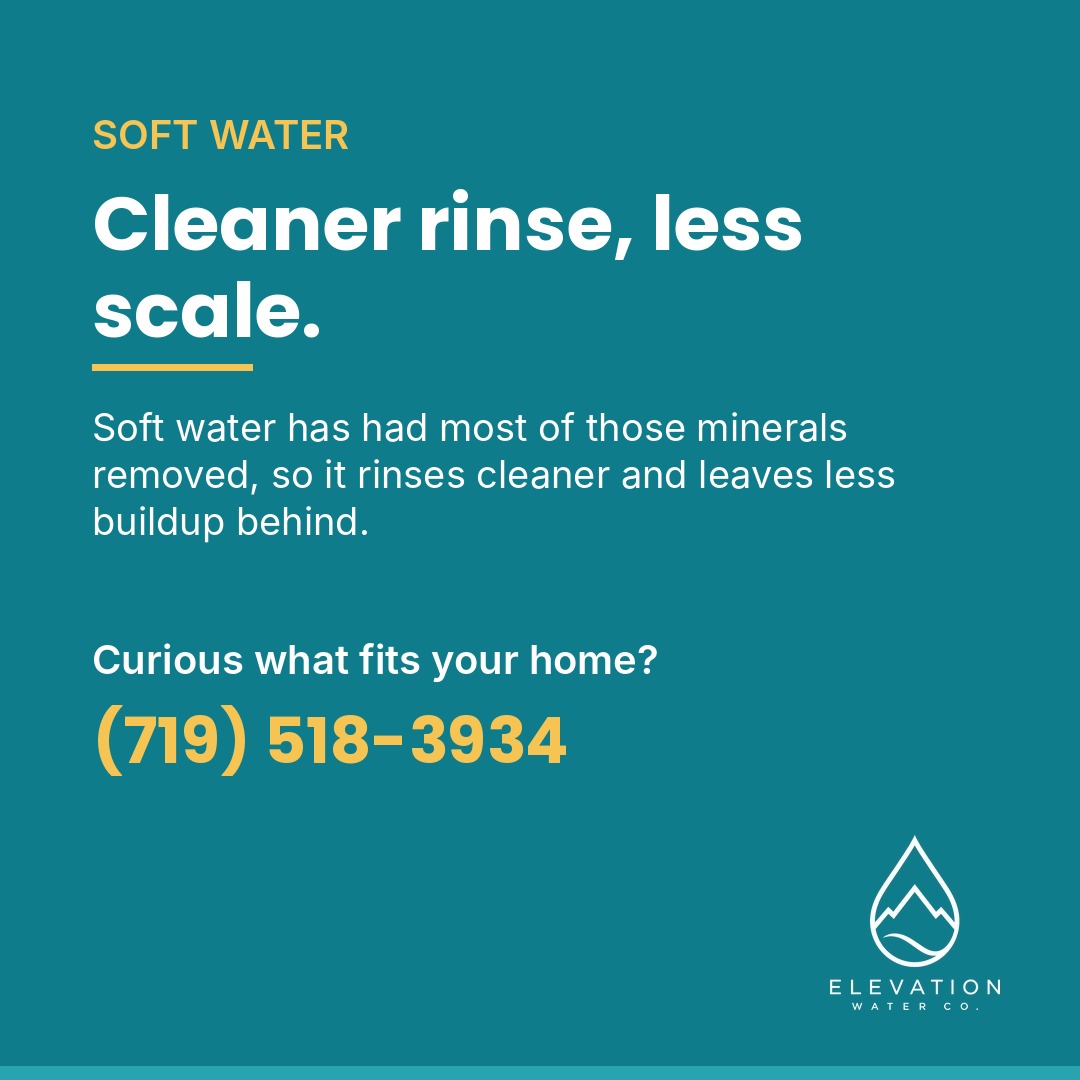 SOFT WATER
Cleaner rinse, less
scale.
Soft water has had most of those minerals
removed, so it rinses cleaner and leaves less
buildup behind.
Curious what fits your home?
(719) 518-3934
ELEVATION
WATER CO.